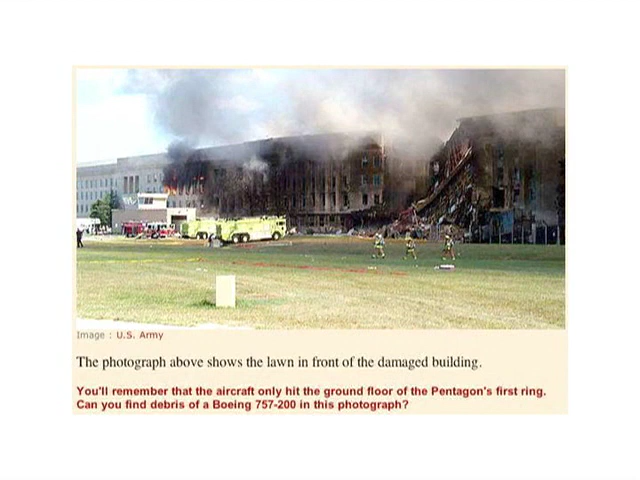 Image : U.S. Army
The photograph above shows the lawn in front of the damaged building.
You'll remember that the aircraft only hit the ground floor of the Pentagon's first ring.
Can you find debris of a Boeing 757-200 in this photograph?